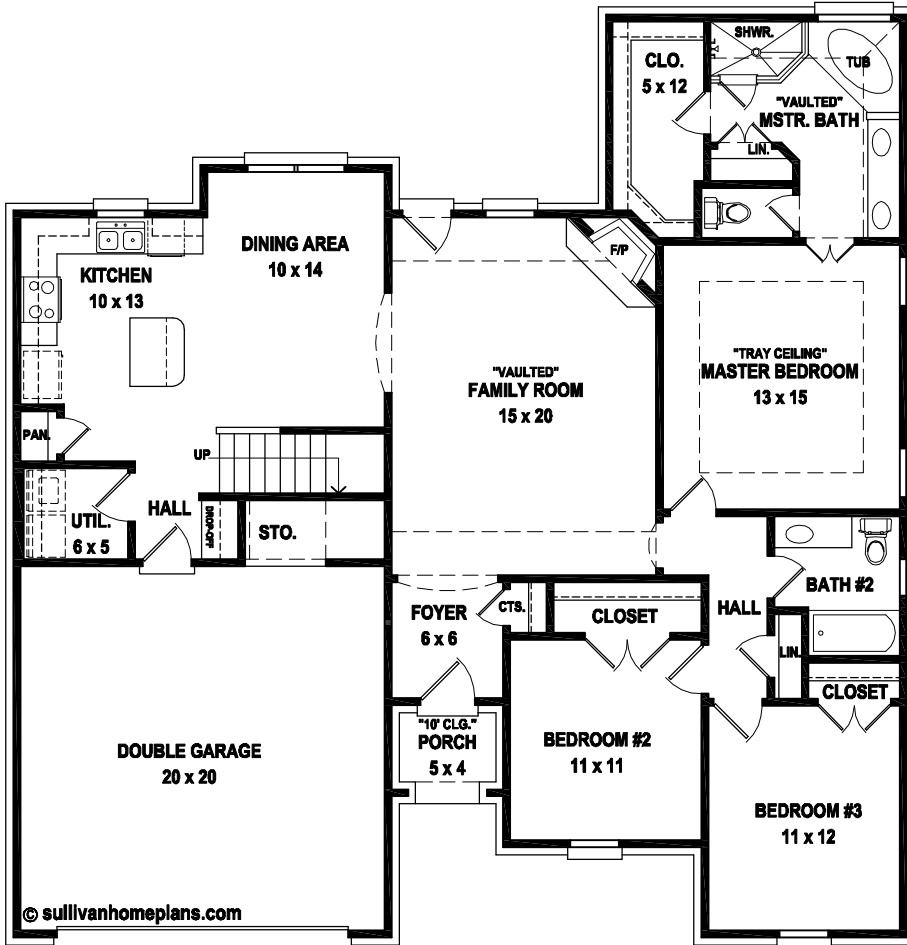 SHWR.
CLO.
5 x 12
TUB
"VAULTED"
MSTR. BATH
LIN.
DINING AREA
10 x 14
F/P
KITCHEN
10 x 13
"VAULTED"
FAMILY ROOM
15 x 20
"TRAY CEILING"
MASTER BEDROOM
13 x 15
PAN.
UP
UTIL.
6 x 5
HALL
DROP-OFF
STO.
BATH #2
FOYER
6 x 6
CTS.
CLOSET
HALL
LIN.
CLOSET
"10' CLG."
PORCH
5 x 4
DOUBLE GARAGE
20 x 20
BEDROOM #2
11 x 11
BEDROOM #3
11 x 12
© sullivanhomeplans.com